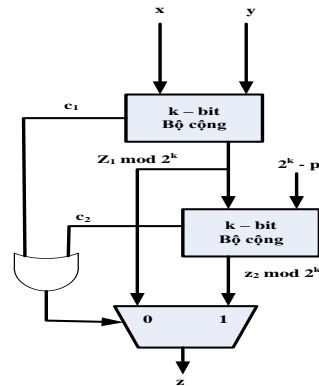 x y
c₁
k – bit
Bộ cộng
Z₁ mod 2ᵏ
2ᵏ - p
c₂
k – bit
Bộ cộng
z₂ mod 2ᵏ
0 1
z